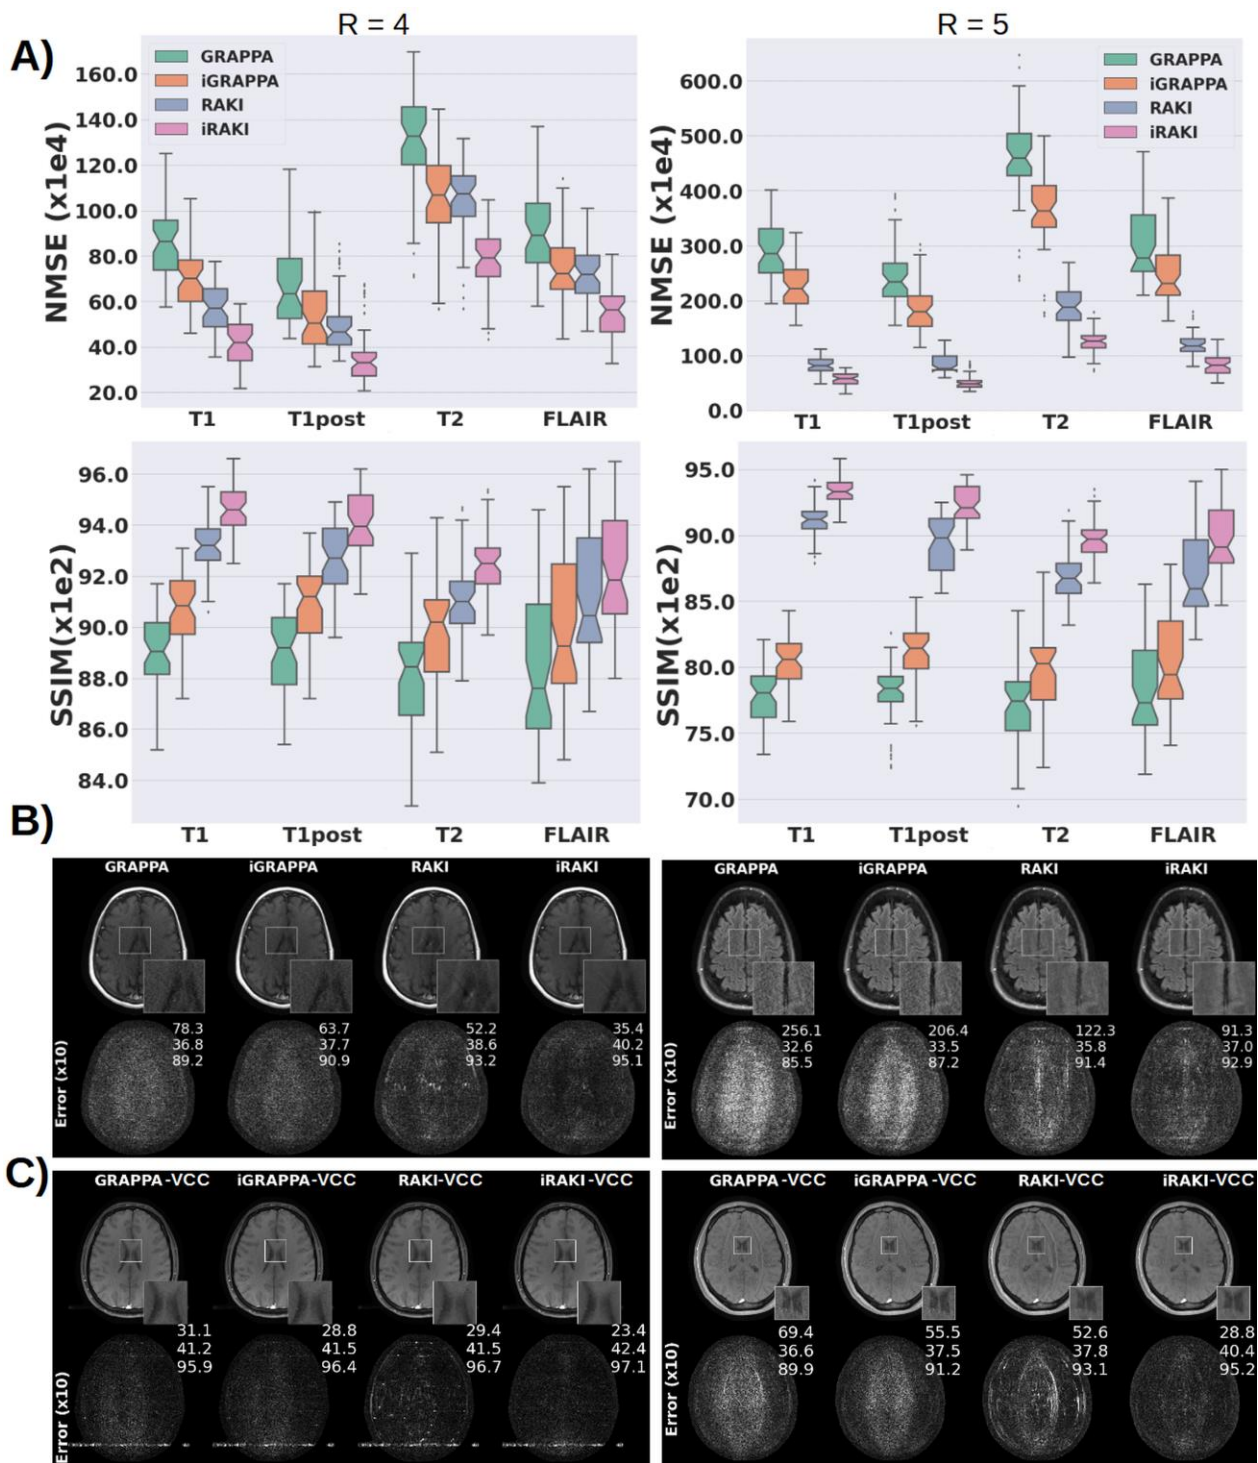 R = 4
R = 5
A)
GRAPPA
iGRAPPA
RAKI
iRAKI
NMSE (x1e4)
160.0
140.0
120.0
100.0
80.0
60.0
40.0
20.0
T1 T1post T2 FLAIR
GRAPPA
iGRAPPA
RAKI
iRAKI
NMSE (x1e4)
600.0
500.0
400.0
300.0
200.0
100.0
0.0
T1 T1post T2 FLAIR
SSIM(x1e2)
96.0
94.0
92.0
90.0
88.0
86.0
84.0
T1 T1post T2 FLAIR
SSIM(x1e2)
95.0
90.0
85.0
80.0
75.0
70.0
T1 T1post T2 FLAIR
B)
GRAPPA iGRAPPA RAKI iRAKI
Error (x10)
78.3 63.7 52.2 35.4
36.8 37.7 38.6 40.2
89.2 90.9 93.2 95.1
GRAPPA iGRAPPA RAKI iRAKI
Error (x10)
256.1 206.4 122.3 91.3
32.6 33.5 35.8 37.0
85.5 87.2 91.4 92.9
C)
GRAPPA-VCC iGRAPPA-VCC RAKI-VCC iRAKI-VCC
Error (x10)
31.1 28.8 29.4 23.4
41.2 41.5 41.5 42.4
95.9 96.4 96.7 97.1
GRAPPA-VCC iGRAPPA-VCC RAKI-VCC iRAKI-VCC
Error (x10)
69.4 55.5 52.6 28.8
36.6 37.5 37.8 40.4
89.9 91.2 93.1 95.2